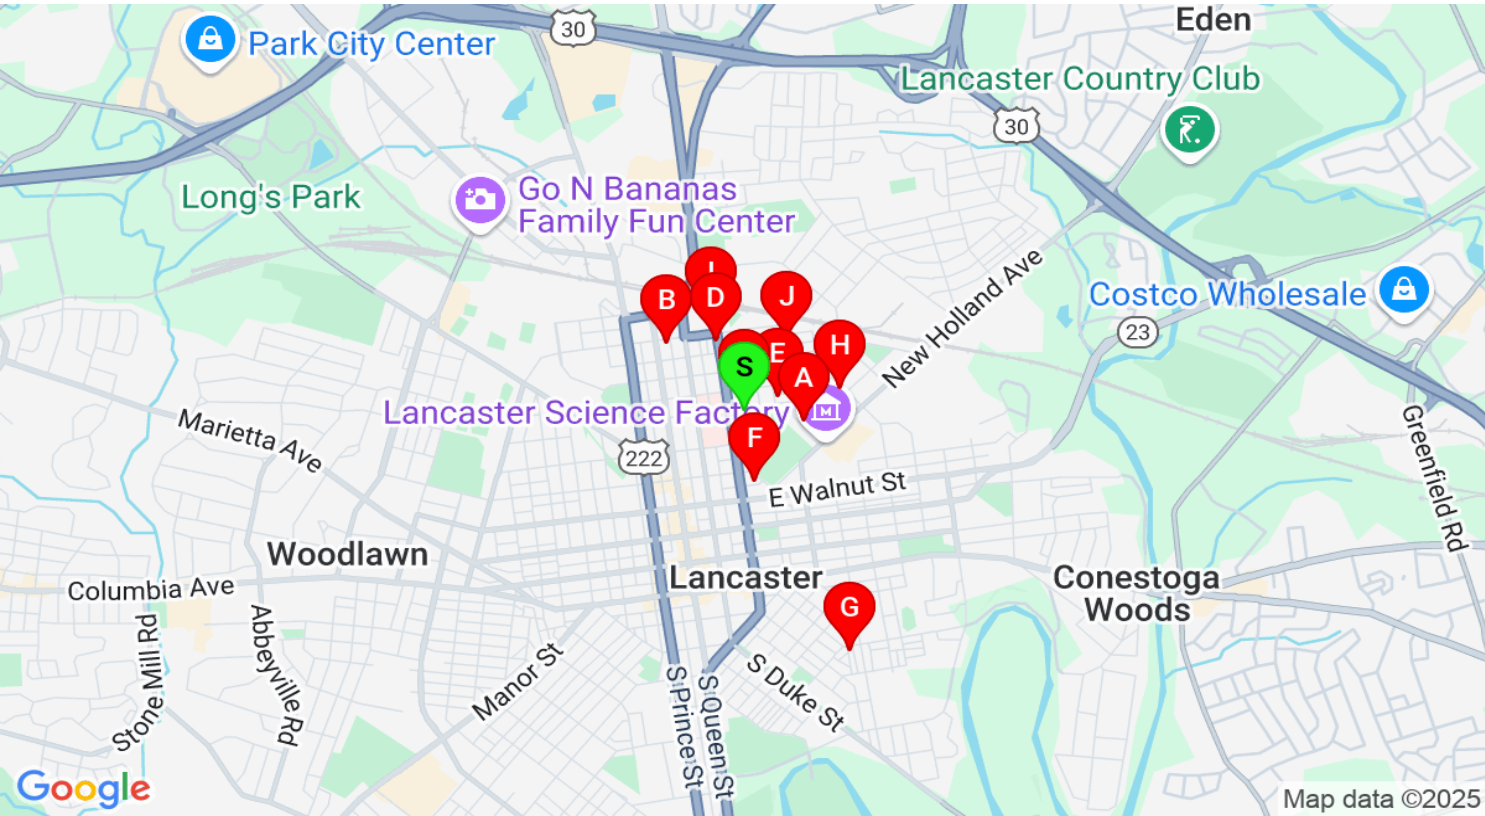 Eden
30
Park City Center
Lancaster Country Club
30
Long's Park
Go N Bananas
Family Fun Center
New Holland Ave
Costco Wholesale
23
B
D
J
H
E
S
A
Lancaster Science Factory
F
Marietta Ave
222
E Walnut St
Greenfield Rd
Woodlawn
Lancaster
Conestoga
Woods
Columbia Ave
G
Stone Mill Rd
Abbeyville Rd
Manor St
S Prince St
S Queen St
S Duke St
Google
Map data ©2025